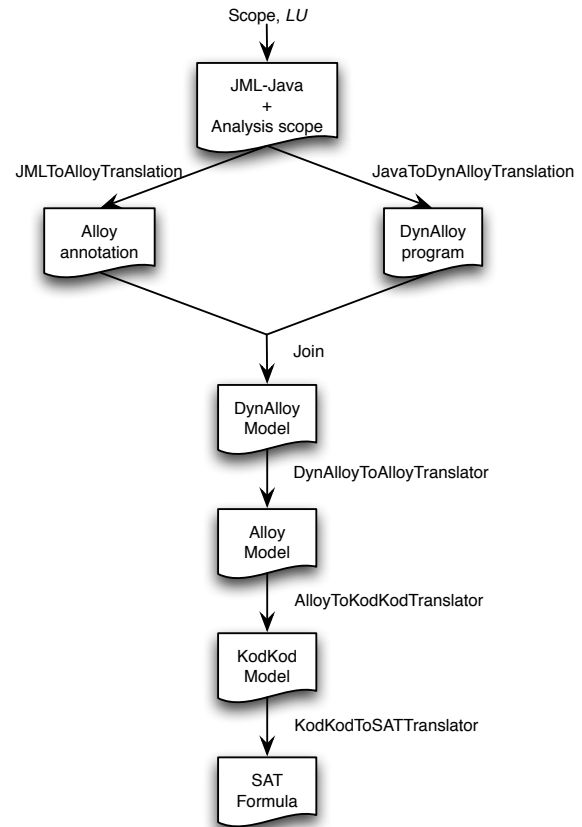 Scope, LU
JML-Java
+
Analysis scope
JMLToAlloyTranslation
JavaToDynAlloyTranslation
Alloy
annotation
DynAlloy
program
Join
DynAlloy
Model
DynAlloyToAlloyTranslator
Alloy
Model
AlloyToKodKodTranslator
KodKod
Model
KodKodToSATTranslator
SAT
Formula